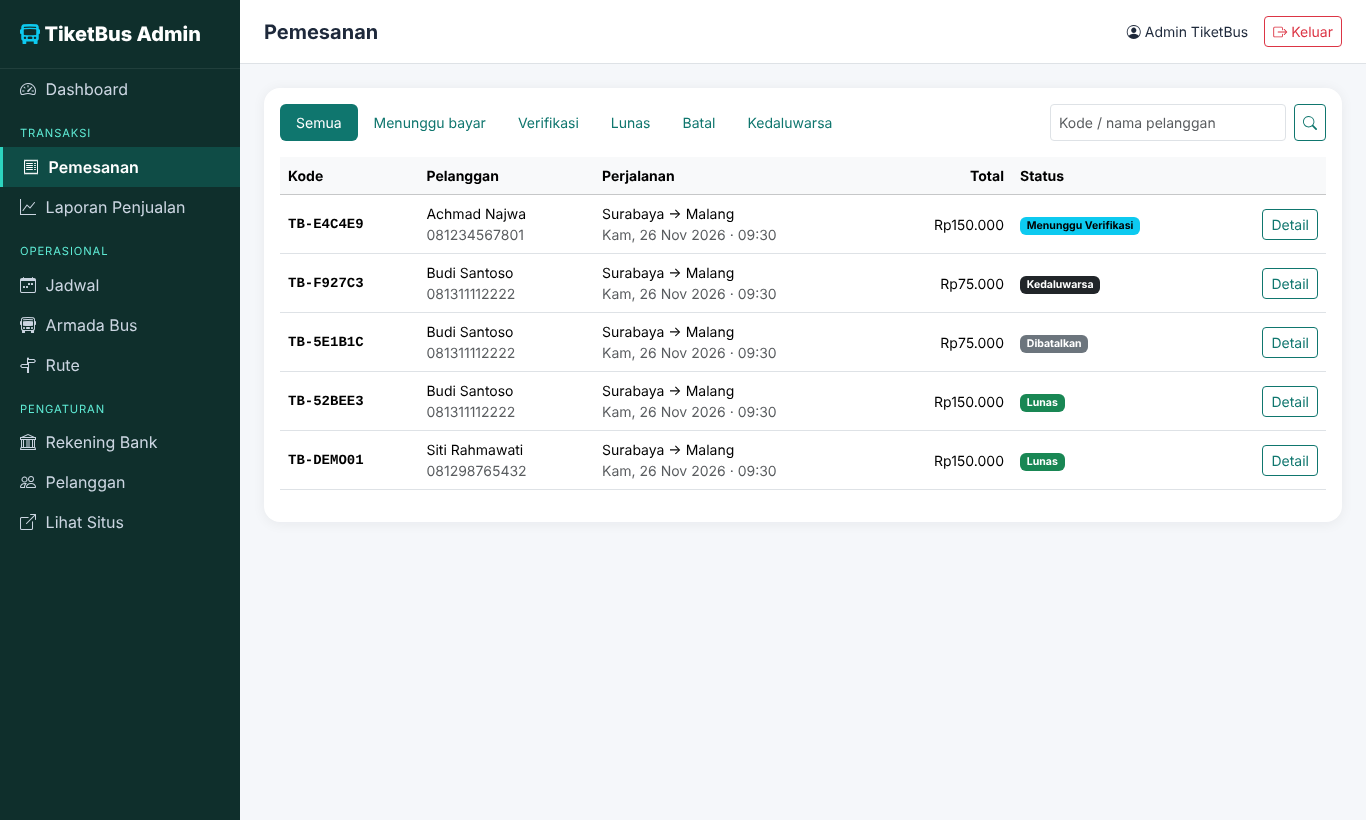 TiketBus Admin
Dashboard
TRANSAKSI
Pemesanan
Laporan Penjualan
OPERASIONAL
Jadwal
Armada Bus
Rute
PENGATURAN
Rekening Bank
Pelanggan
Lihat Situs
Pemesanan
Admin TiketBus
Keluar
Semua Menunggu bayar Verifikasi Lunas Batal Kedaluwarsa
Kode / nama pelanggan
Kode Pelanggan Perjalanan Total Status
TB-E4C4E9 Achmad Najwa Surabaya → Malang Rp150.000 Menunggu Verifikasi Detail
081234567801 Kam, 26 Nov 2026 · 09:30
TB-F927C3 Budi Santoso Surabaya → Malang Rp75.000 Kedaluwarsa Detail
081311112222 Kam, 26 Nov 2026 · 09:30
TB-5E1B1C Budi Santoso Surabaya → Malang Rp75.000 Dibatalkan Detail
081311112222 Kam, 26 Nov 2026 · 09:30
TB-52BEE3 Budi Santoso Surabaya → Malang Rp150.000 Lunas Detail
081311112222 Kam, 26 Nov 2026 · 09:30
TB-DEMO01 Siti Rahmawati Surabaya → Malang Rp150.000 Lunas Detail
081298765432 Kam, 26 Nov 2026 · 09:30